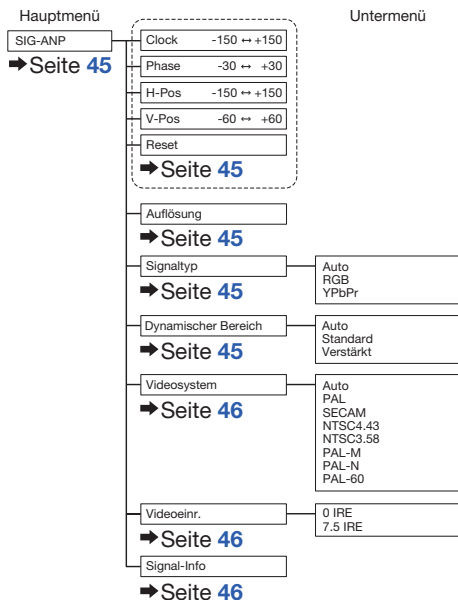 Hauptmenü
Untermenü
SIG-ANP
➡Seite 45
Clock -150 ↔ +150
Phase -30 ↔ +30
H-Pos -150 ↔ +150
V-Pos -60 ↔ +60
Reset
➡Seite 45
Auflösung
➡Seite 45
Signaltyp
➡Seite 45
Auto
RGB
YPbPr
Dynamischer Bereich
➡Seite 45
Auto
Standard
Verstärkt
Videosystem
➡Seite 46
Auto
PAL
SECAM
NTSC4.43
NTSC3.58
PAL-M
PAL-N
PAL-60
Videoeinr.
➡Seite 46
0 IRE
7.5 IRE
Signal-Info
➡Seite 46